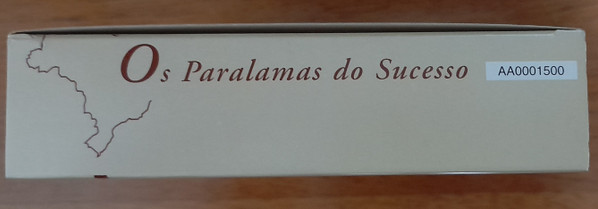 Os Paralamas do Sucesso
AA0001500